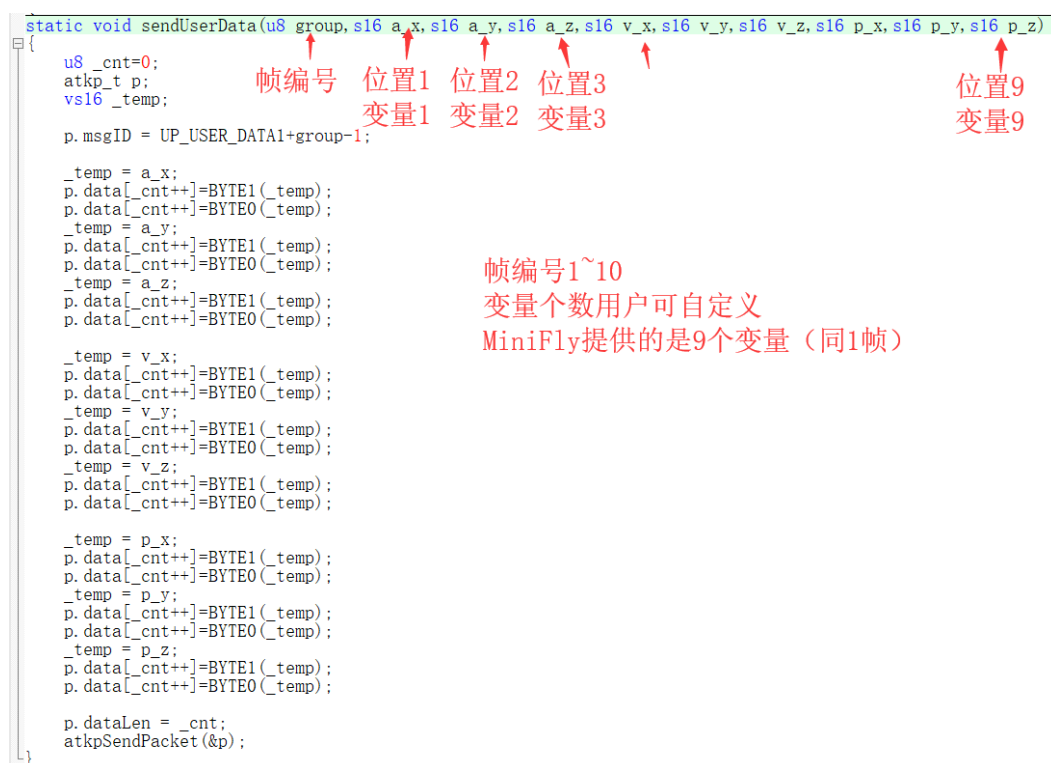 static void sendUserData(u8 group,s16 a_x,s16 a_y,s16 a_z,s16 v_x,s16 v_y,s16 v_z,s16 p_x,s16 p_y,s16 p_z)
{
u8 _cnt=0;
atkp_t p;
vs16 _temp;
帧编号 位置1 位置2 位置3 位置9
变量1 变量2 变量3 变量9
p.msgID = UP_USER_DATA1+group-1;
_temp = a_x;
p.data[_cnt++]=BYTE1(_temp);
p.data[_cnt++]=BYTE0(_temp);
_temp = a_y;
p.data[_cnt++]=BYTE1(_temp);
p.data[_cnt++]=BYTE0(_temp);
_temp = a_z;
p.data[_cnt++]=BYTE1(_temp);
p.data[_cnt++]=BYTE0(_temp);
帧编号1~10
变量个数用户可自定义
MiniFly提供的是9个变量（同1帧）
_temp = v_x;
p.data[_cnt++]=BYTE1(_temp);
p.data[_cnt++]=BYTE0(_temp);
_temp = v_y;
p.data[_cnt++]=BYTE1(_temp);
p.data[_cnt++]=BYTE0(_temp);
_temp = v_z;
p.data[_cnt++]=BYTE1(_temp);
p.data[_cnt++]=BYTE0(_temp);
_temp = p_x;
p.data[_cnt++]=BYTE1(_temp);
p.data[_cnt++]=BYTE0(_temp);
_temp = p_y;
p.data[_cnt++]=BYTE1(_temp);
p.data[_cnt++]=BYTE0(_temp);
_temp = p_z;
p.data[_cnt++]=BYTE1(_temp);
p.data[_cnt++]=BYTE0(_temp);
p.dataLen = _cnt;
atkpSendPacket(&p);
}